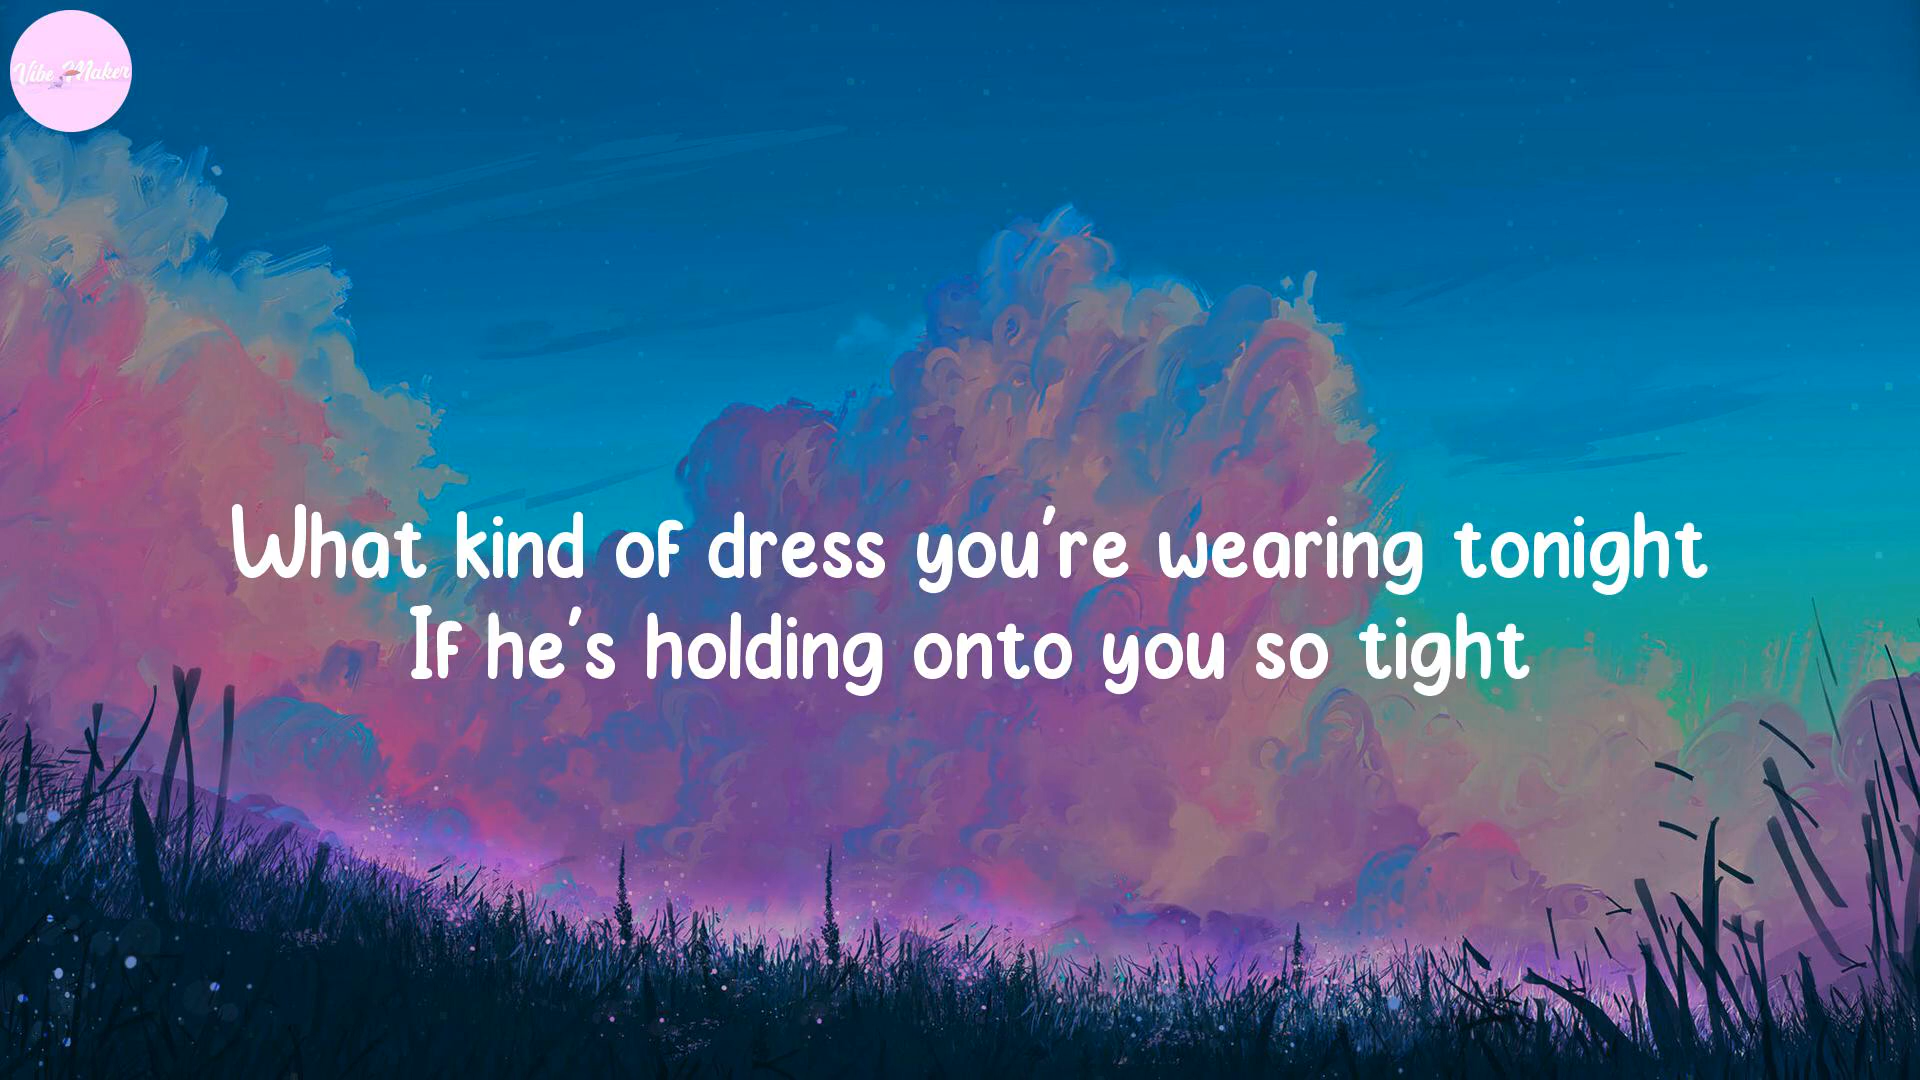 Vibe Maker
What kind of dress you're wearing tonight
If he's holding onto you so tight